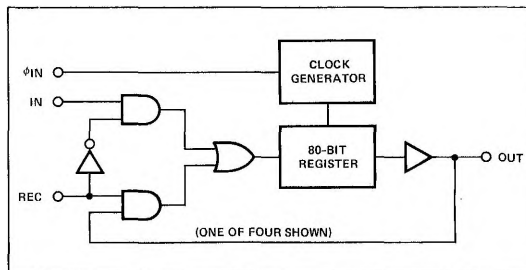 CLOCK
GENERATOR
ϕIN
IN
80-BIT
REGISTER
OUT
REC
(ONE OF FOUR SHOWN)